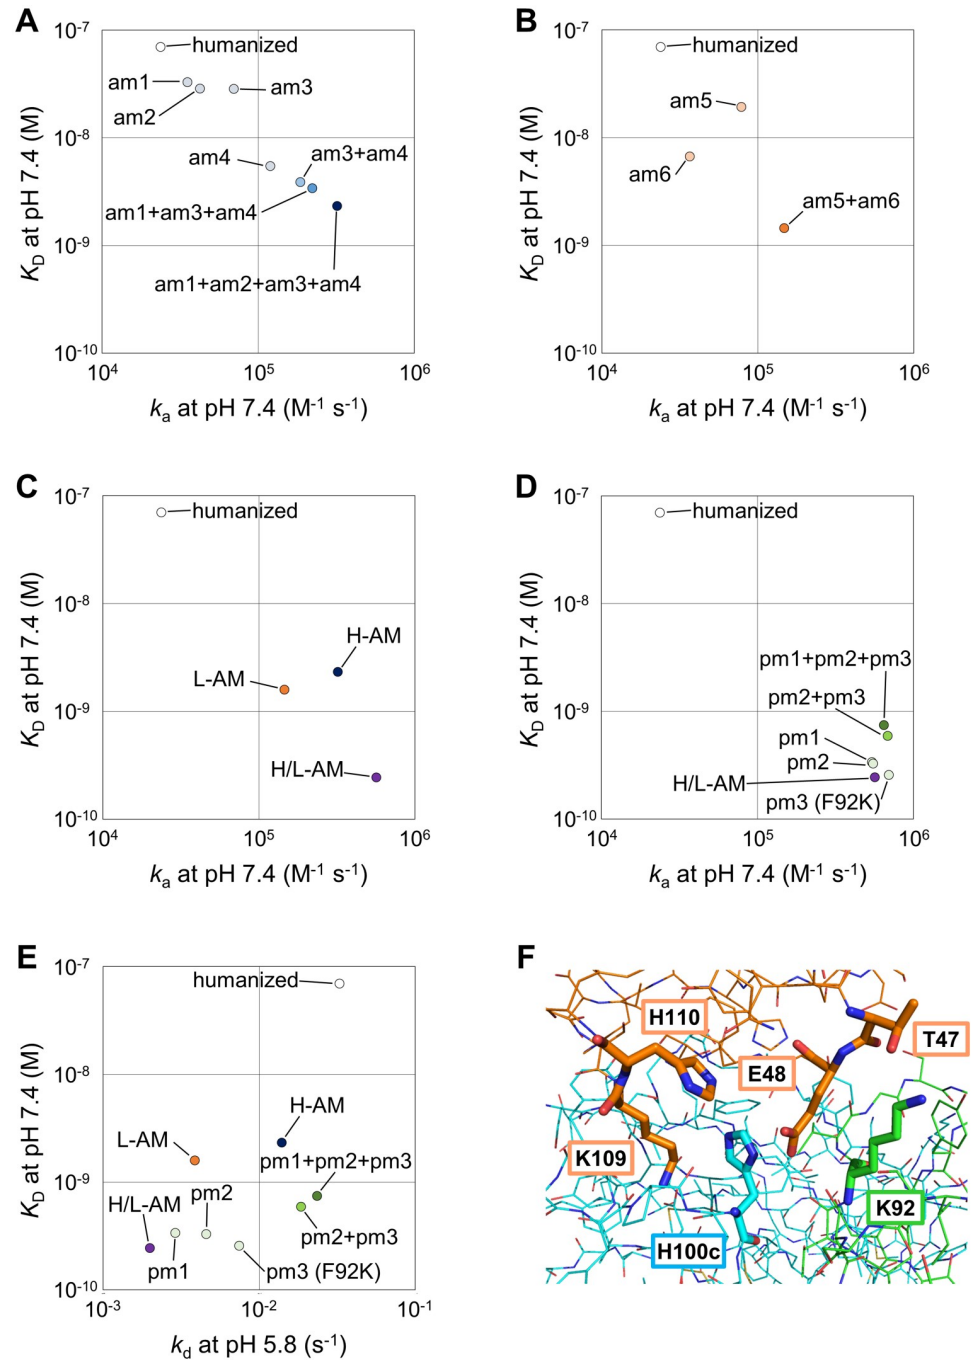 A
10⁻⁷
humanized
am1
am3
am2
10⁻⁸
am4
am3+am4
am1+am3+am4
10⁻⁹
am1+am2+am3+am4
10⁻¹⁰
10⁴
10⁵
10⁶
K_D at pH 7.4 (M)
kₐ at pH 7.4 (M⁻¹ s⁻¹)
B
10⁻⁷
humanized
am5
10⁻⁸
am6
am5+am6
10⁻⁹
10⁻¹⁰
10⁴
10⁵
10⁶
K_D at pH 7.4 (M)
kₐ at pH 7.4 (M⁻¹ s⁻¹)
C
10⁻⁷
humanized
10⁻⁸
H-AM
L-AM
10⁻⁹
H/L-AM
10⁻¹⁰
10⁴
10⁵
10⁶
K_D at pH 7.4 (M)
kₐ at pH 7.4 (M⁻¹ s⁻¹)
D
10⁻⁷
humanized
10⁻⁸
pm1+pm2+pm3
pm2+pm3
10⁻⁹
pm1
pm2
H/L-AM
pm3 (F92K)
10⁻¹⁰
10⁴
10⁵
10⁶
K_D at pH 7.4 (M)
kₐ at pH 7.4 (M⁻¹ s⁻¹)
E
10⁻⁷
humanized
10⁻⁸
H-AM
L-AM
pm1+pm2+pm3
10⁻⁹
H/L-AM
pm2
pm2+pm3
pm1
pm3 (F92K)
10⁻¹⁰
10⁻³
10⁻²
10⁻¹
K_D at pH 7.4 (M)
k_d at pH 5.8 (s⁻¹)
F
H110
T47
E48
K109
K92
H100c